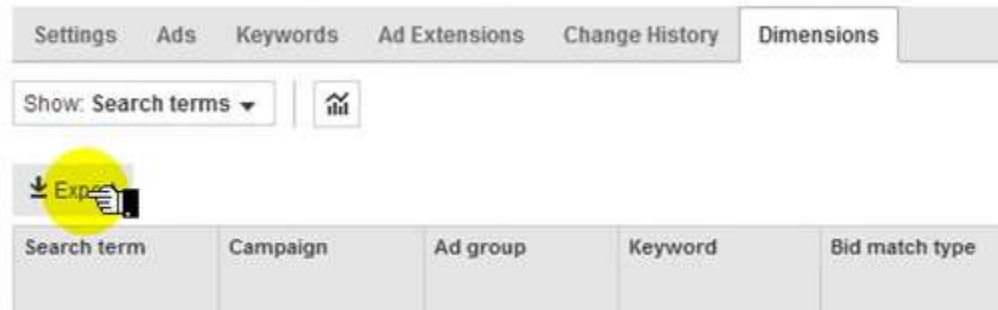 Settings Ads Keywords Ad Extensions Change History Dimensions
Show: Search terms
Search term Campaign Ad group Keyword Bid match type